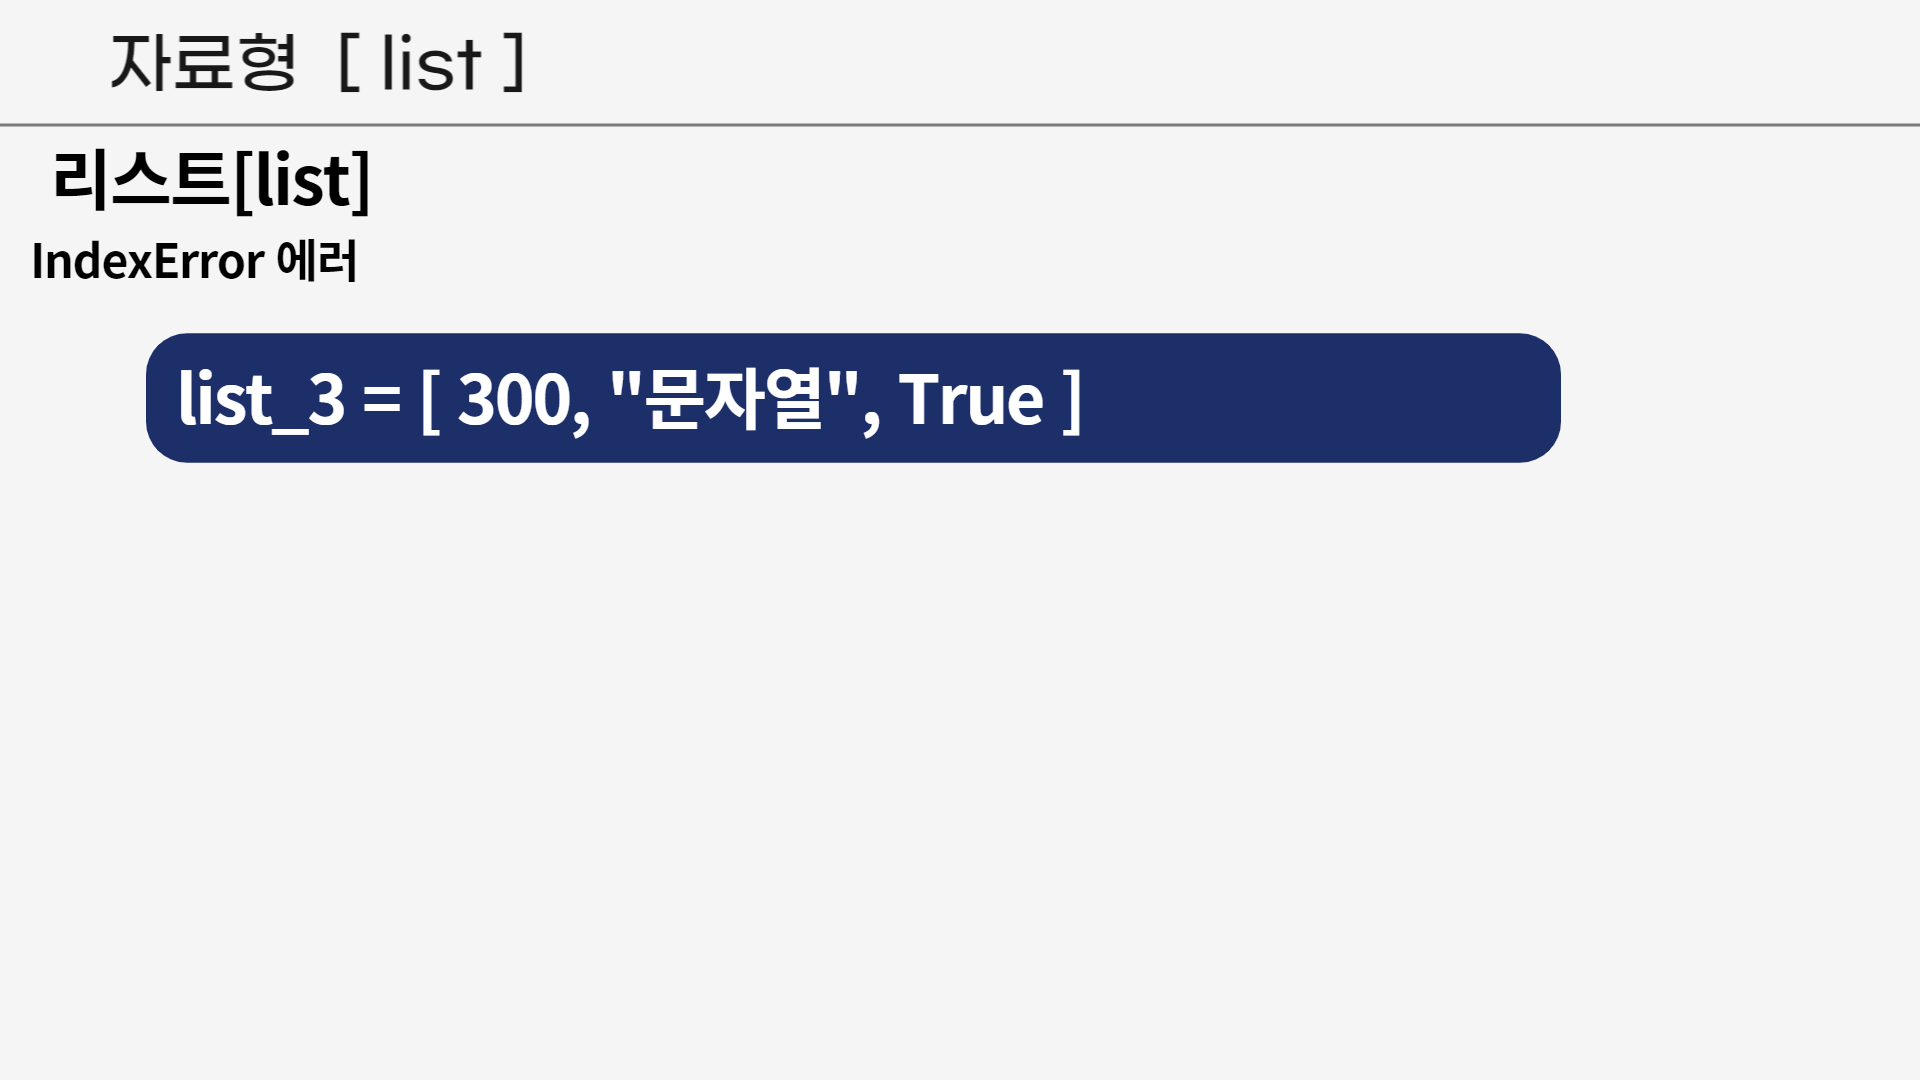 자료형 [ list ]
리스트[list]
IndexError 에러
list_3 = [ 300, "문자열", True ]